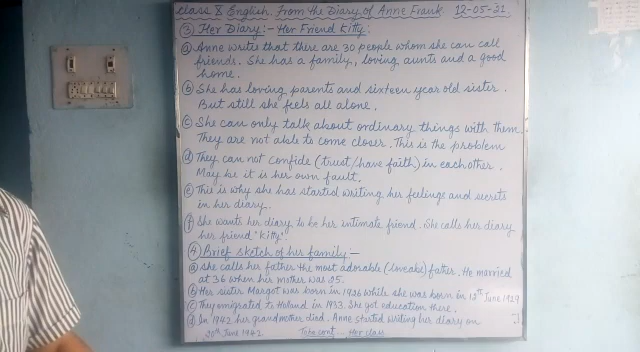 Class X English. From the Diary of Anne Frank 12-05-21.
③ Her Diary:- Her Friend Kitty:
ⓐ Anne writes that there are 30 people whom she can call
friends. She has a family, loving aunts and a good
home.
ⓑ She has loving parents and sixteen year old sister.
But still she feels all alone.
ⓒ She can only talk about ordinary things with them.
They are not able to come closer. This is the problem
ⓓ They can not confide (trust/have faith) in each other.
May be it is her own fault.
ⓔ This is why she has started writing her feelings and secrets
in her diary.
ⓕ She wants her diary to be her intimate friend. She calls her diary
her friend "Kitty"
④ Brief sketch of her family:-
ⓐ She calls her father the most adorable father. He married
at 36 when her mother was 25.
ⓑ Her sister Margot was born in 1926 while she was born in 12th June 1929
ⓒ They emigrated to Holand in 1933. She got education there.
ⓓ In 1942 her grandmother died. Anne started writing her diary on
20th June 1942. To be cont... Her class